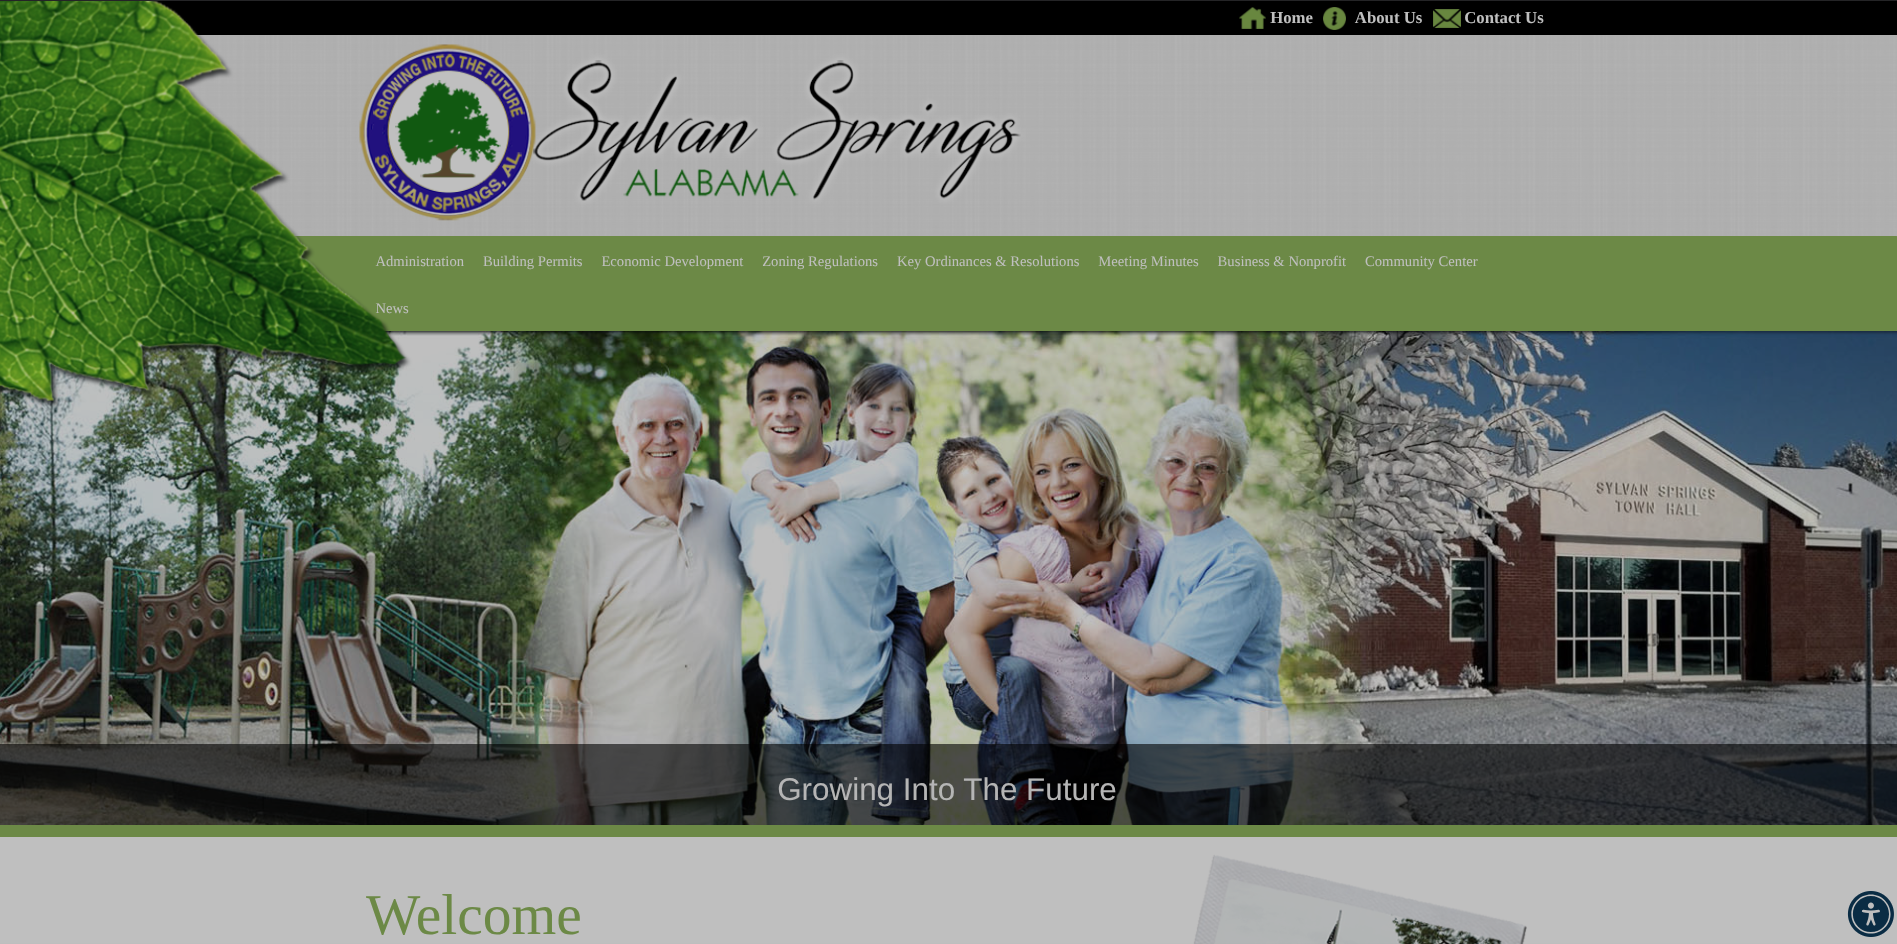 Home About Us Contact Us
GROWING INTO THE FUTURE
SYLVAN SPRINGS, AL
Sylvan Springs
ALABAMA
Administration Building Permits Economic Development Zoning Regulations Key Ordinances & Resolutions Meeting Minutes Business & Nonprofit Community Center
News
SYLVAN SPRINGS
TOWN HALL
Growing Into The Future
Welcome